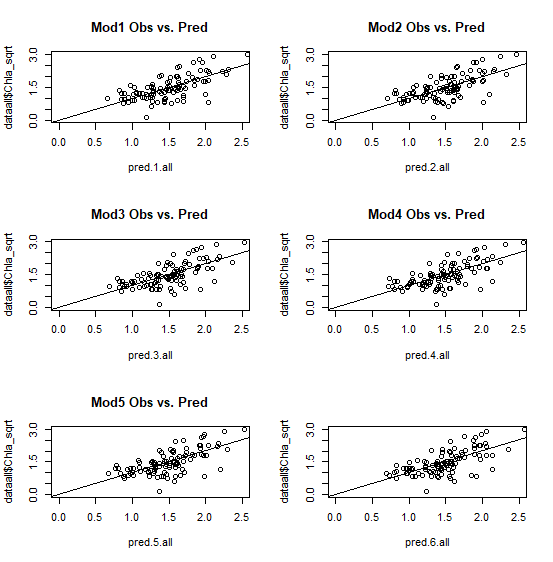 Mod1 Obs vs. Pred
dataall$Chla_sqrt
0.0 1.5 3.0
0.0 0.5 1.0 1.5 2.0 2.5
pred.1.all
Mod2 Obs vs. Pred
dataall$Chla_sqrt
0.0 1.5 3.0
0.0 0.5 1.0 1.5 2.0 2.5
pred.2.all
Mod3 Obs vs. Pred
dataall$Chla_sqrt
0.0 1.5 3.0
0.0 0.5 1.0 1.5 2.0 2.5
pred.3.all
Mod4 Obs vs. Pred
dataall$Chla_sqrt
0.0 1.5 3.0
0.0 0.5 1.0 1.5 2.0 2.5
pred.4.all
Mod5 Obs vs. Pred
dataall$Chla_sqrt
0.0 1.5 3.0
0.0 0.5 1.0 1.5 2.0 2.5
pred.5.all
dataall$Chla_sqrt
0.0 1.5 3.0
0.0 0.5 1.0 1.5 2.0 2.5
pred.6.all